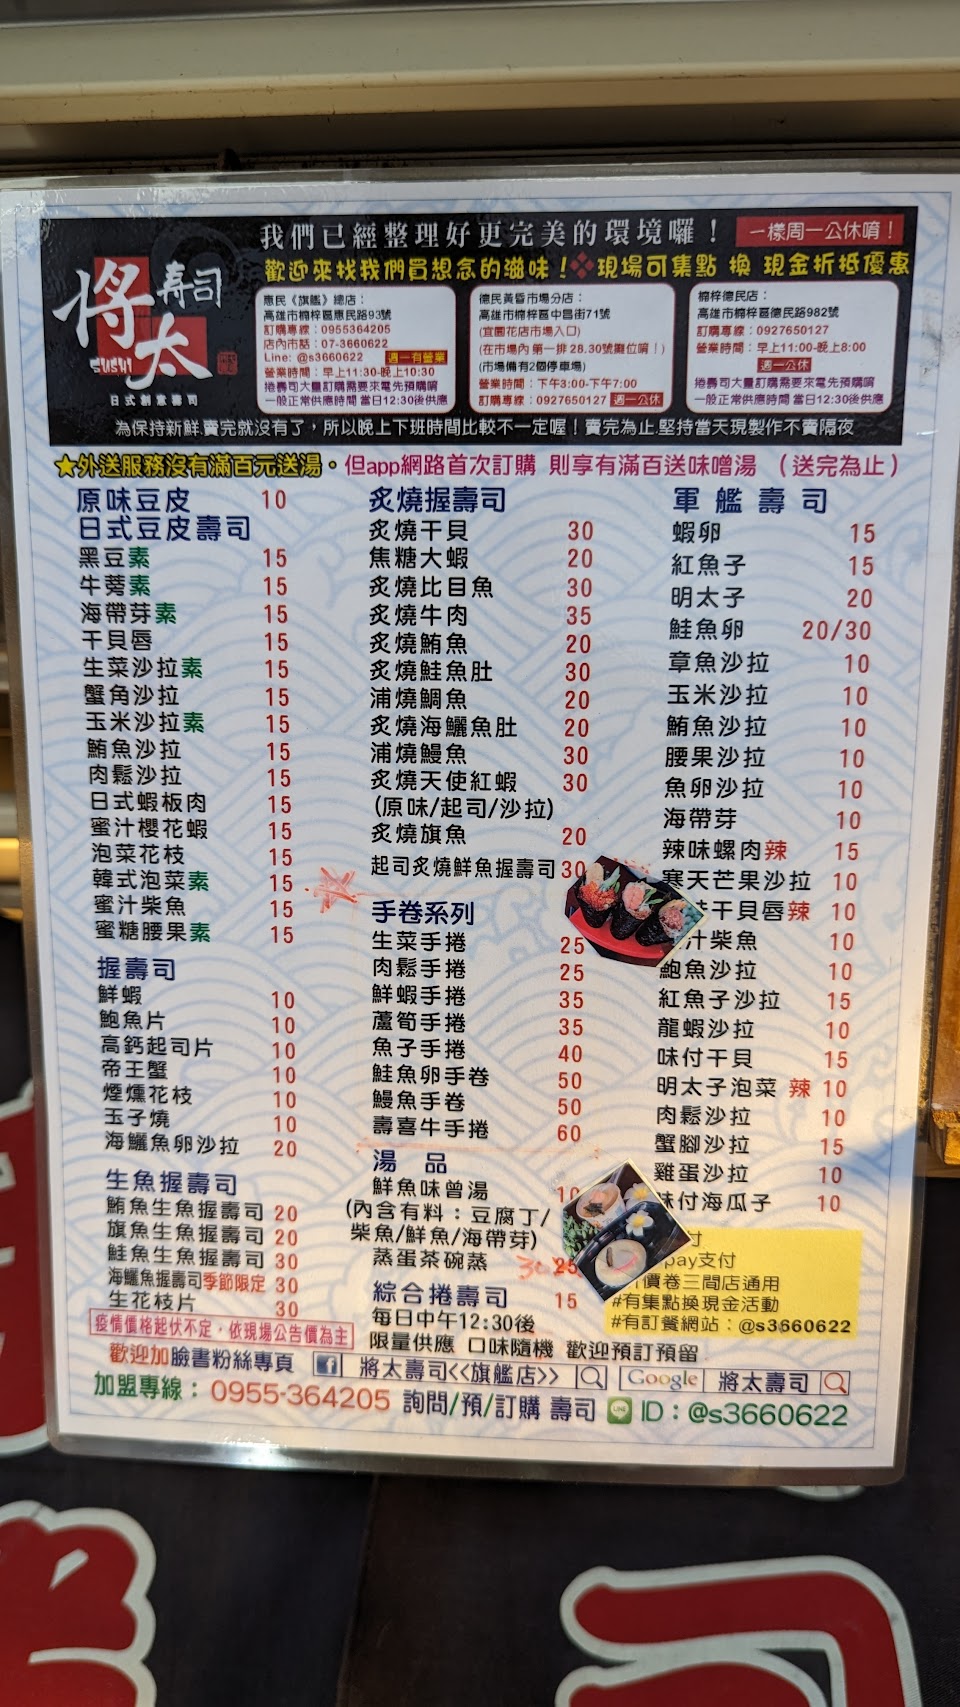 我們已經整理好更完美的環境囉！
一樣周一公休唷！
歡迎來找我們買想念的滋味！❖現場可集點 換 現金折抵優惠
將太
壽司
SUSHI
日式創意壽司
惠民《旗艦》總店：
高雄市楠梓區惠民路93號
訂購專線：0955364205
店內市話：07-3660622
Line: @s3660622 週一有營業
營業時間：早上11:30-晚上10:30
捲壽司大量訂購需要來電先預購唷
一般正常供應時間 當日12:30後供應
德民黃昏市場分店：
高雄市楠梓區中昌街71號
(宜園花店市場入口)
(在市場內 第一排 28.30號攤位唷！)
(市場備有2個停車場)
營業時間：下午3:00-下午7:00
訂購專線：0927650127 週一公休
楠梓德民店：
高雄市楠梓區德民路982號
訂購專線：0927650127
營業時間：早上11:00-晚上8:00
週一公休
捲壽司大量訂購需要來電先預購唷
一般正常供應時間 當日12:30後供應
為保持新鮮.賣完就沒有了，所以晚上下班時間比較不一定喔！賣完為止.堅持當天現製作不賣隔夜
★外送服務沒有滿百元送湯。但app網路首次訂購 則享有滿百送味噌湯 （送完為止）
原味豆皮 10
日式豆皮壽司
黑豆素 15
牛蒡素 15
海帶芽素 15
干貝唇 15
生菜沙拉素 15
蟹角沙拉 15
玉米沙拉素 15
鮪魚沙拉 15
肉鬆沙拉 15
日式蝦板肉 15
蜜汁櫻花蝦 15
泡菜花枝 15
韓式泡菜素 15
蜜汁柴魚 15
蜜糖腰果素 15
握壽司
鮮蝦 10
鮑魚片 10
高鈣起司片 10
帝王蟹 10
煙燻花枝 10
玉子燒 10
海鱺魚卵沙拉 20
生魚握壽司
鮪魚生魚握壽司 20
旗魚生魚握壽司 20
鮭魚生魚握壽司 30
海鱺魚握壽司季節限定 30
生花枝片 30
疫情價格起伏不定，依現場公告價為主
炙燒握壽司
炙燒干貝 30
焦糖大蝦 20
炙燒比目魚 30
炙燒牛肉 35
炙燒鮪魚 20
炙燒鮭魚肚 30
浦燒鯛魚 20
炙燒海鱺魚肚 20
浦燒鰻魚 30
炙燒天使紅蝦 30
(原味/起司/沙拉)
炙燒旗魚 20
起司炙燒鮮魚握壽司 30
手卷系列
生菜手捲 25
肉鬆手捲 25
鮮蝦手捲 35
蘆筍手捲 35
魚子手捲 40
鮭魚卵手卷 50
鰻魚手卷 50
壽喜牛手捲 60
湯 品
鮮魚味曾湯 10
(內含有料：豆腐丁/
柴魚/鮮魚/海帶芽)
蒸蛋茶碗蒸 30 25
綜合捲壽司 15
每日中午12:30後
限量供應 口味隨機 歡迎預訂預留
軍艦壽司
蝦卵 15
紅魚子 15
明太子 20
鮭魚卵 20/30
章魚沙拉 10
玉米沙拉 10
鮪魚沙拉 10
腰果沙拉 10
魚卵沙拉 10
海帶芽 10
辣味螺肉辣 15
寒天芒果沙拉 10
干貝唇辣 10
汁柴魚 10
鮑魚沙拉 10
紅魚子沙拉 15
龍蝦沙拉 10
味付干貝 15
明太子泡菜 辣 10
肉鬆沙拉 10
蟹腳沙拉 15
雞蛋沙拉 10
味付海瓜子 10
付
pay支付
價卷三間店通用
#有集點換現金活動
#有訂餐網站：@s3660622
歡迎加臉書粉絲專頁 f 將太壽司<<旗艦店>> Google 將太壽司
加盟專線：0955-364205 詢問/預/訂購 壽司 LINE ID：@s3660622